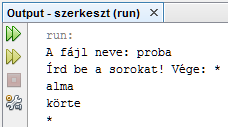 Output - szerkeszt (run)
run:
A fájl neve: proba
Írd be a sorokat! Vége: *
alma
körte
*